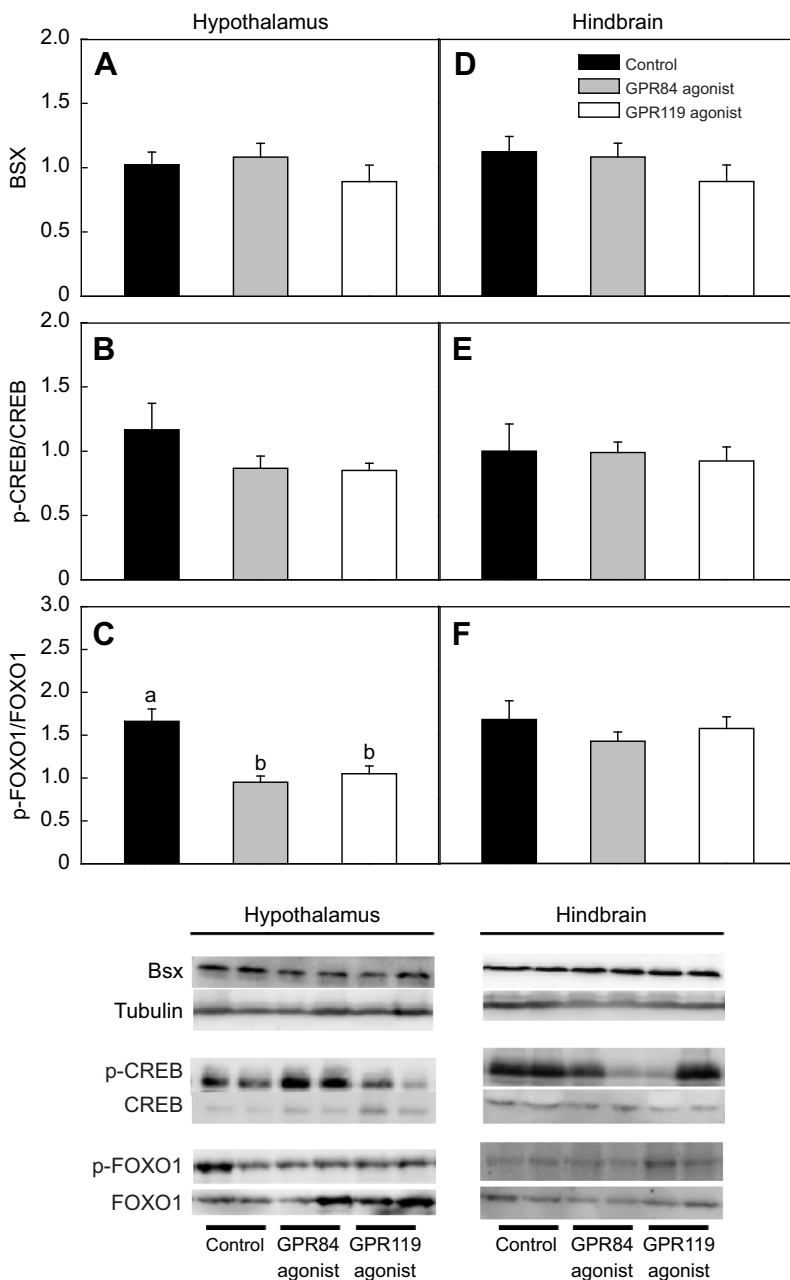 Hypothalamus
Hindbrain
2.0
1.5
1.0
0.5
0
BSX
A
D
Control
GPR84 agonist
GPR119 agonist
2.0
1.5
1.0
0.5
0
p-CREB/CREB
B
E
3.0
2.5
2.0
1.5
1.0
0.5
0
p-FOXO1/FOXO1
C
a
b
b
F
Hypothalamus
Hindbrain
Bsx
Tubulin
p-CREB
CREB
p-FOXO1
FOXO1
Control
GPR84
agonist
GPR119
agonist
Control
GPR84
agonist
GPR119
agonist